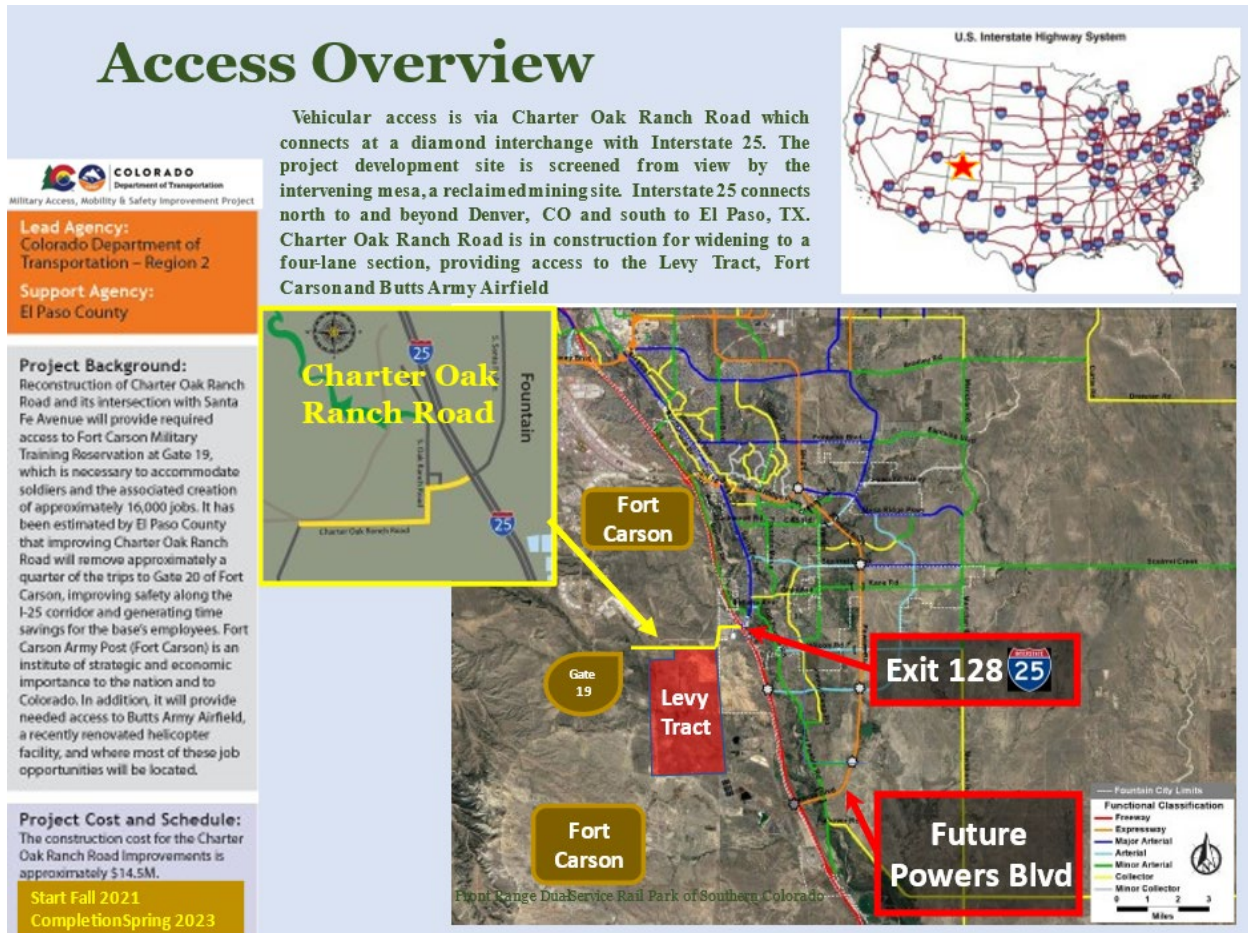 Access Overview
U.S. Interstate Highway System
Vehicular access is via Charter Oak Ranch Road which
connects at a diamond interchange with Interstate 25. The
project development site is screened from view by the
intervening mesa, a reclaimed mining site. Interstate 25 connects
north to and beyond Denver, CO and south to El Paso, TX.
Charter Oak Ranch Road is in construction for widening to a
four-lane section, providing access to the Levy Tract, Fort
Carson and Butts Army Airfield
COLORADO
Department of Transportation
Military Access, Mobility & Safety Improvement Project
Lead Agency:
Colorado Department of
Transportation – Region 2
Support Agency:
El Paso County
Project Background:
Reconstruction of Charter Oak Ranch
Road and its intersection with Santa
Fe Avenue will provide required
access to Fort Carson Military
Training Reservation at Gate 19,
which is necessary to accommodate
soldiers and the associated creation
of approximately 16,000 jobs. It has
been estimated by El Paso County
that improving Charter Oak Ranch
Road will remove approximately a
quarter of the trips to Gate 20 of Fort
Carson, improving safety along the
I-25 corridor and generating time
savings for the base's employees. Fort
Carson Army Post (Fort Carson) is an
institute of strategic and economic
importance to the nation and to
Colorado. In addition, it will provide
needed access to Butts Army Airfield,
a recently renovated helicopter
facility, and where most of these job
opportunities will be located.
Project Cost and Schedule:
The construction cost for the Charter
Oak Ranch Road Improvements is
approximately $14.5M.
Start Fall 2021
Completion Spring 2023
Charter Oak
Ranch Road
25
Fountain
S. Oak Ranch Road
Charter Oak Ranch Road
25
Fort
Carson
Gate
19
Levy
Tract
Fort
Carson
Exit 128
INTERSTATE
25
Future
Powers Blvd
Kane Rd
Squirrel Creek
Front Range Dual Service Rail Park of Southern Colorado
Fountain City Limits
Functional Classification
Freeway
Expressway
Major Arterial
Arterial
Minor Arterial
Collector
Minor Collector
0 1 2 3
Miles